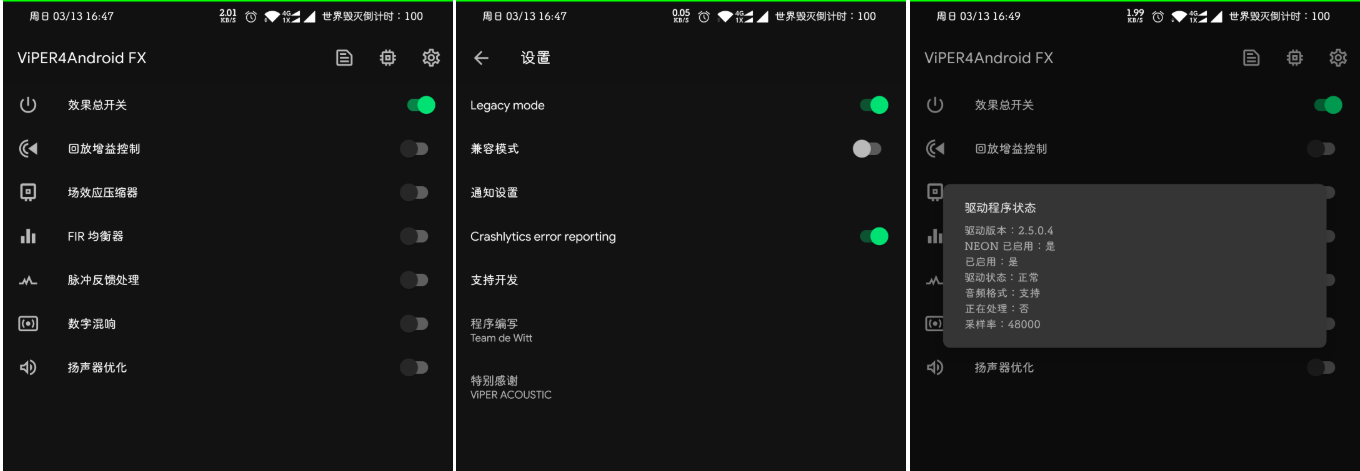 周日 03/13 16:47
2.01 KB/S
4G 1X
世界毁灭倒计时：100
ViPER4Android FX
效果总开关
回放增益控制
场效应压缩器
FIR 均衡器
脉冲反馈处理
数字混响
扬声器优化
周日 03/13 16:47
0.05 KB/S
4G 1X
世界毁灭倒计时：100
设置
Legacy mode
兼容模式
通知设置
Crashlytics error reporting
支持开发
程序编写
Team de Witt
特别感谢
ViPER ACOUSTIC
周日 03/13 16:49
1.99 KB/S
4G 1X
世界毁灭倒计时：100
ViPER4Android FX
效果总开关
回放增益控制
驱动程序状态
驱动版本：2.5.0.4
NEON 已启用：是
已启用：是
驱动状态：正常
音频格式：支持
正在处理：否
采样率：48000
扬声器优化